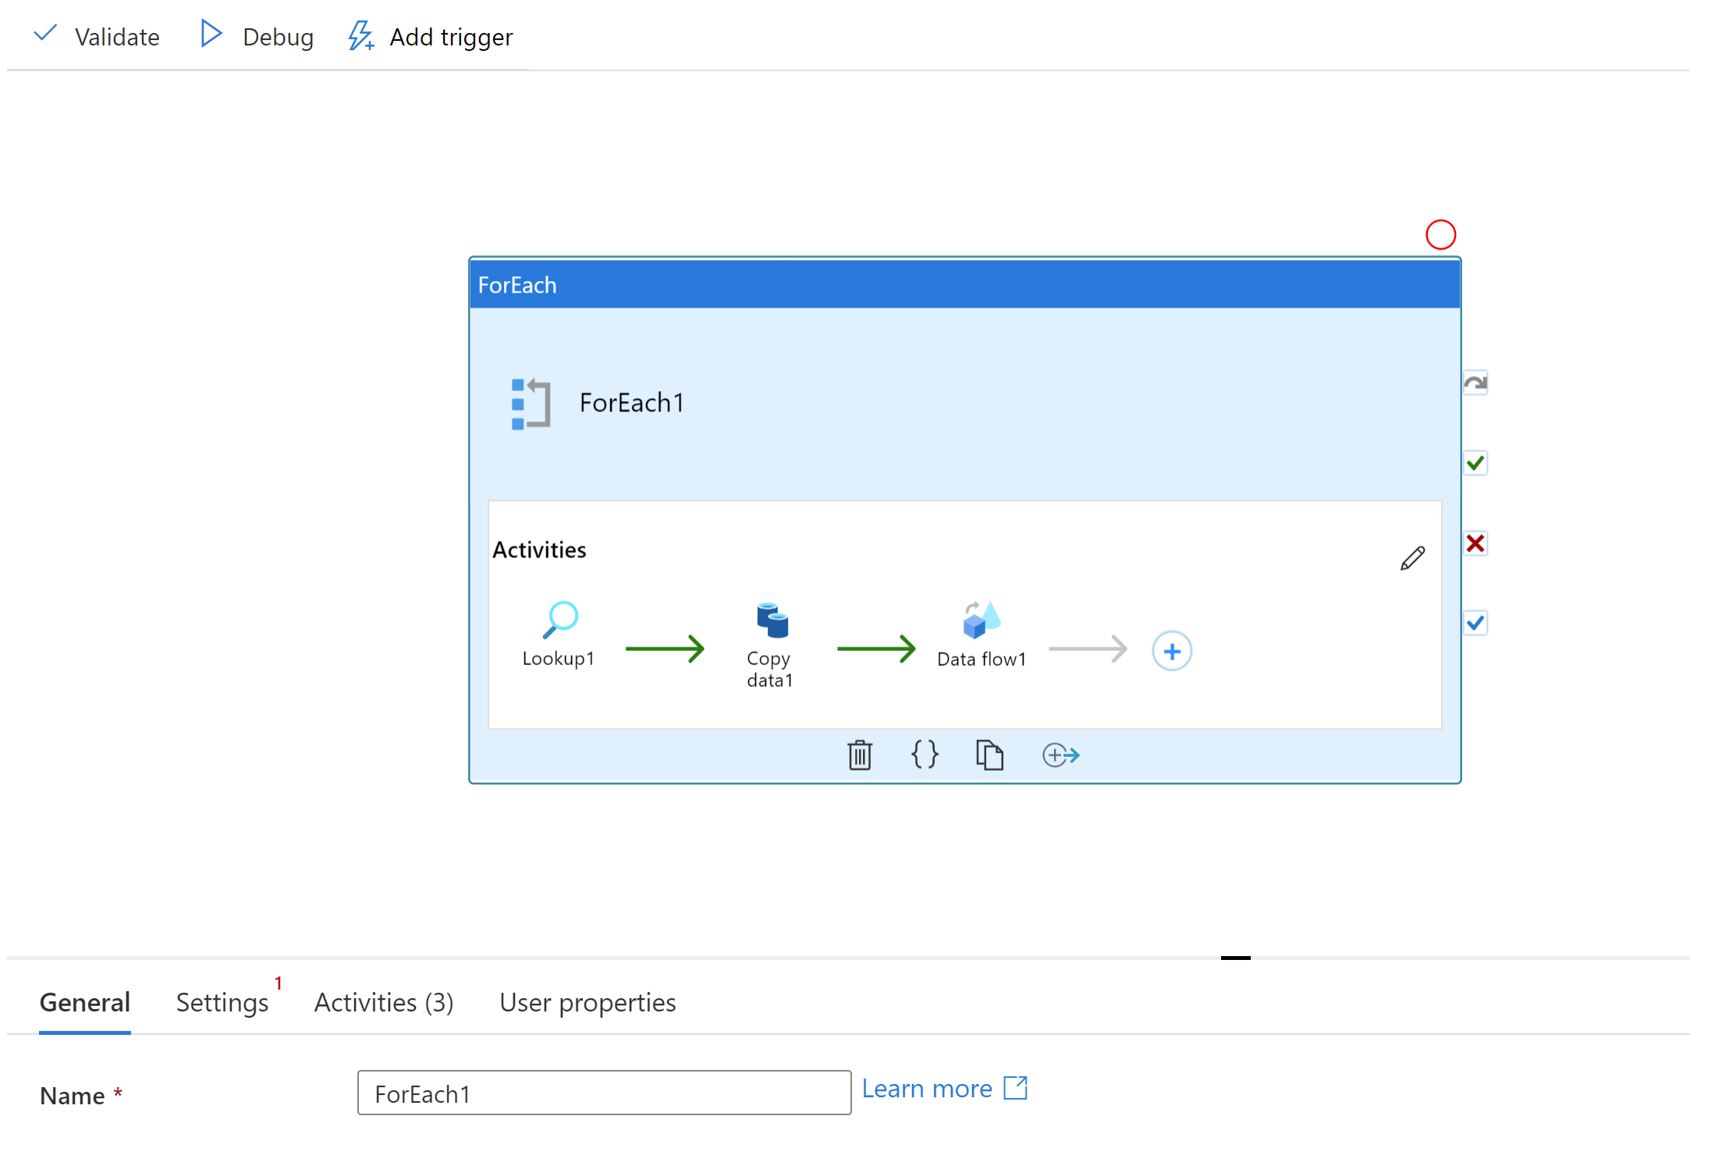 Validate Debug Add trigger
ForEach
ForEach1
Activities
Lookup1
Copy
data1
Data flow1
{}
General Settings 1 Activities (3) User properties
Name * ForEach1 Learn more